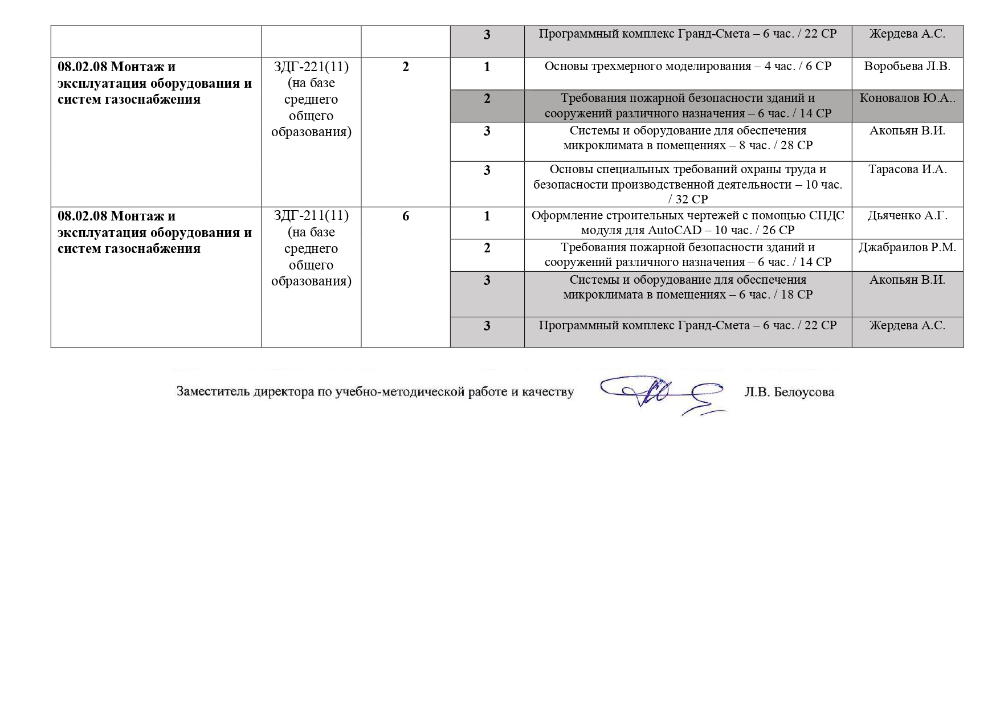 3 Программный комплекс Гранд-Смета – 6 час. / 22 СР Жердева А.С.
08.02.08 Монтаж и
эксплуатация оборудования и
систем газоснабжения
ЗДГ-221(11)
(на базе
среднего
общего
образования)
2
1 Основы трехмерного моделирования – 4 час. / 6 СР Воробьева Л.В.
2 Требования пожарной безопасности зданий и
сооружений различного назначения – 6 час. / 14 СР
Коновалов Ю.А..
3 Системы и оборудование для обеспечения
микроклимата в помещениях – 8 час. / 28 СР
Акопьян В.И.
3 Основы специальных требований охраны труда и
безопасности производственной деятельности – 10 час.
/ 32 СР
Тарасова И.А.
08.02.08 Монтаж и
эксплуатация оборудования и
систем газоснабжения
ЗДГ-211(11)
(на базе
среднего
общего
образования)
6
1 Оформление строительных чертежей с помощью СПДС
модуля для AutoCAD – 10 час. / 26 СР
Дьяченко А.Г.
2 Требования пожарной безопасности зданий и
сооружений различного назначения – 6 час. / 14 СР
Джабраилов Р.М.
3 Системы и оборудование для обеспечения
микроклимата в помещениях – 6 час. / 18 СР
Акопьян В.И.
3 Программный комплекс Гранд-Смета – 6 час. / 22 СР Жердева А.С.
Заместитель директора по учебно-методической работе и качеству Л.В. Белоусова